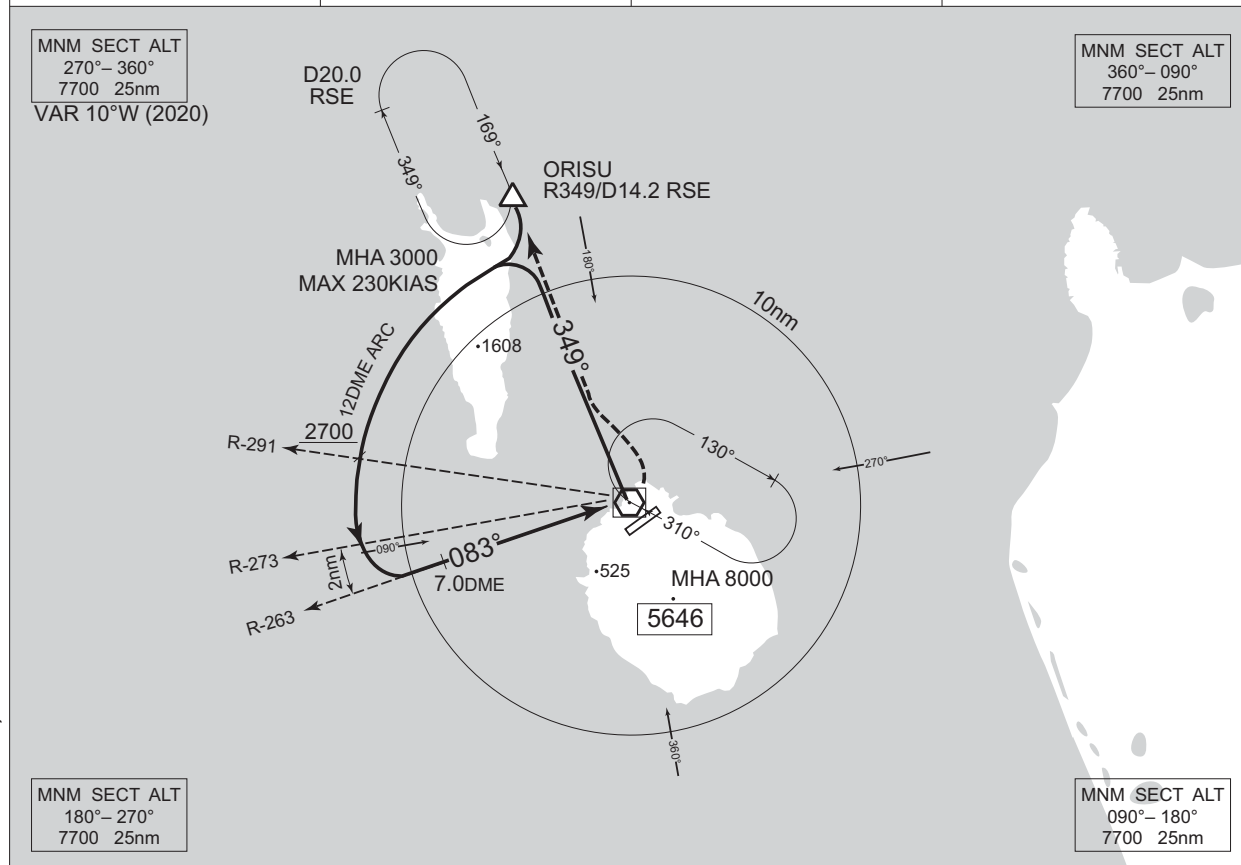 MNM SECT ALT
270°– 360°
7700 25nm
VAR 10°W (2020)
MNM SECT ALT
360°– 090°
7700 25nm
D20.0
RSE
169°
349°
ORISU
R349/D14.2 RSE
180°
MHA 3000
MAX 230KIAS
10nm
349°
•1608
12DME ARC
2700
R-291
130°
270°
310°
090°
083°
R-273
2nm
7.0DME
•525
MHA 8000
5646
R-263
360°
MNM SECT ALT
180°– 270°
7700 25nm
MNM SECT ALT
090°– 180°
7700 25nm